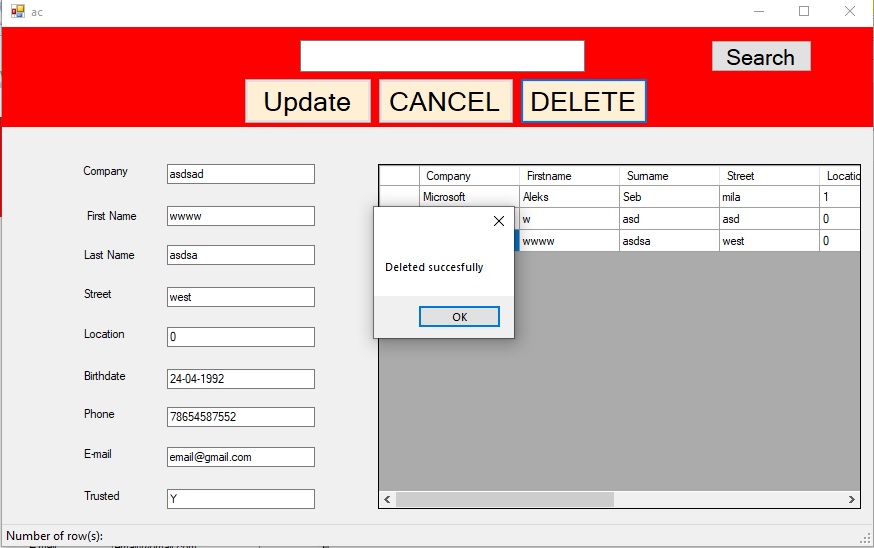 ac
Search
Update CANCEL DELETE
Company asdsad
First Name wwww
Last Name asdsa
Street west
Location 0
Birthdate 24-04-1992
Phone 78654587552
E-mail email@gmail.com
Trusted Y
Company Firstname Surname Street Locatio
Microsoft Aleks Seb mila 1
w asd asd 0
wwww asdsa west 0
Deleted succesfully
OK
Number of row(s):